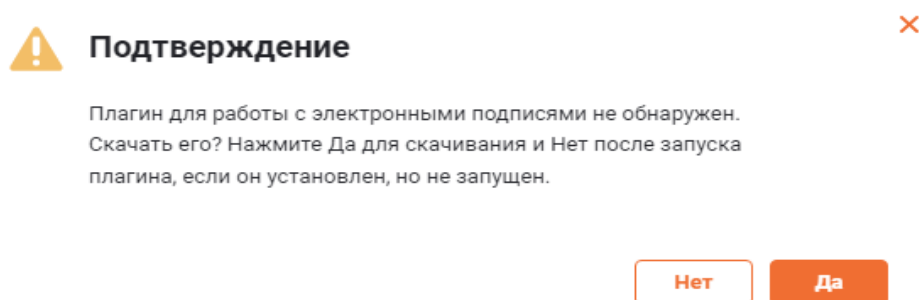 Подтверждение
Плагин для работы с электронными подписями не обнаружен.
Скачать его? Нажмите Да для скачивания и Нет после запуска
плагина, если он установлен, но не запущен.
Нет Да